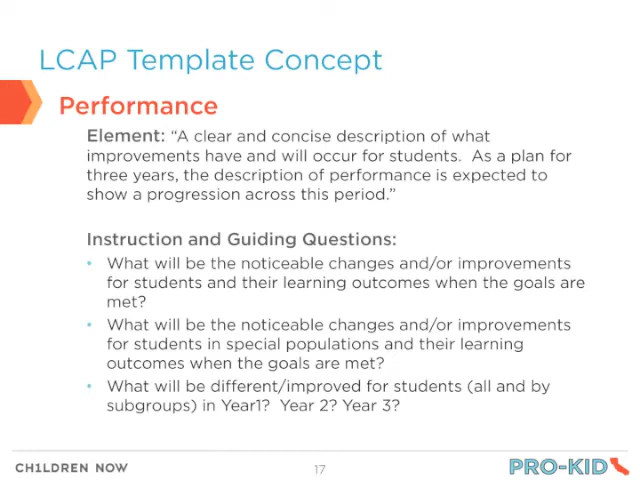 LCAP Template Concept
Performance
Element: “A clear and concise description of what
improvements have and will occur for students.  As a plan for
three years, the description of performance is expected to
show a progression across this period.”
Instruction and Guiding Questions:
• What will be the noticeable changes and/or improvements
for students and their learning outcomes when the goals are
met?
• What will be the noticeable changes and/or improvements
for students in special populations and their learning
outcomes when the goals are met?
• What will be different/improved for students (all and by
subgroups) in Year1?  Year 2? Year 3?
CH1LDREN NOW
17
PRO-KID